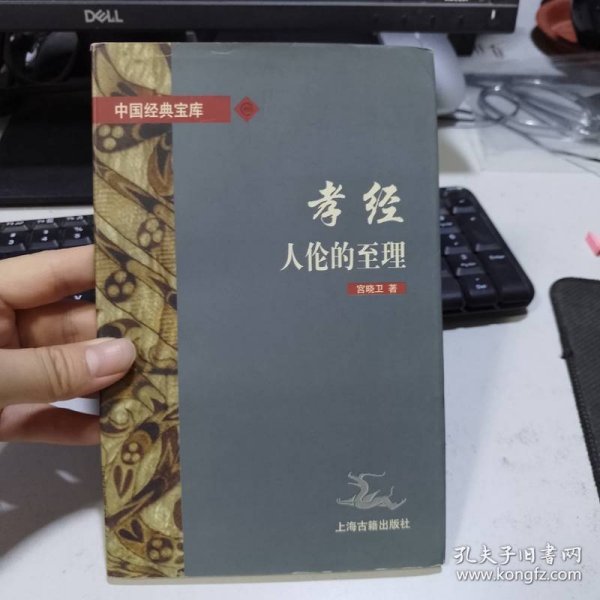 DELL
中国经典宝库
孝经
人伦的至理
宫晓卫 著
上海古籍出版社
孔夫子旧书网
www.kongfz.com